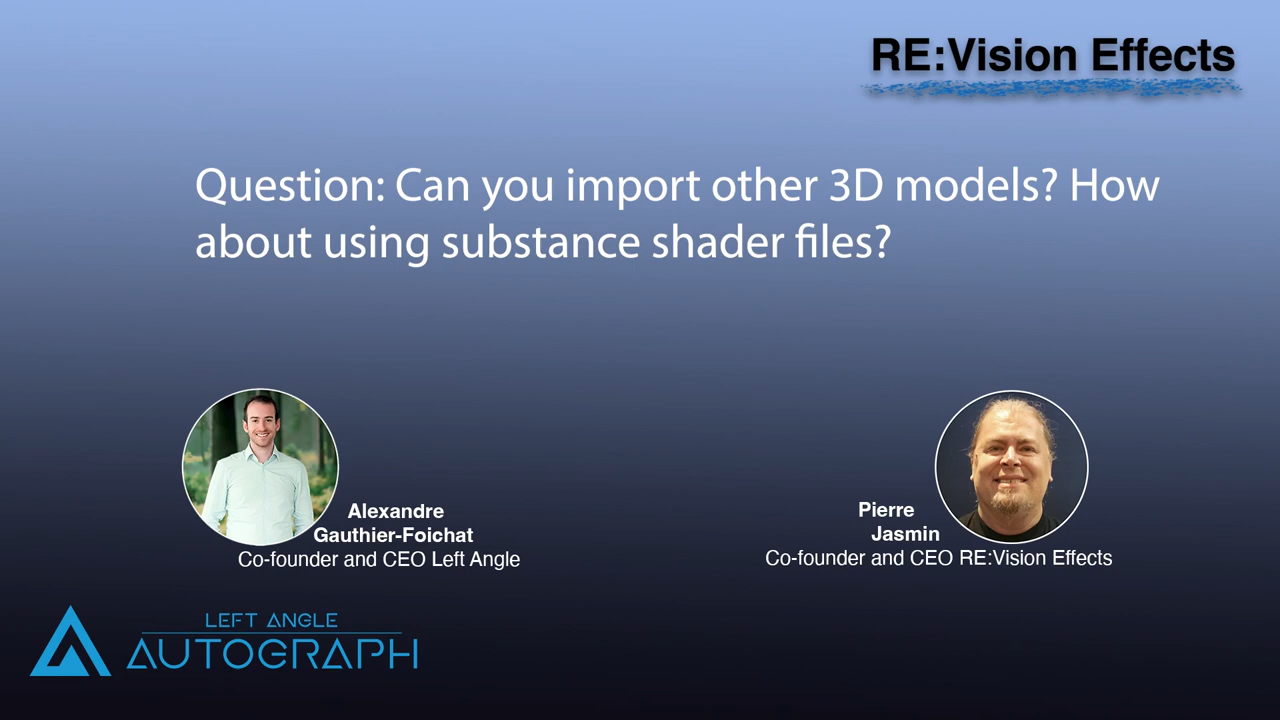 RE:Vision Effects
Question: Can you import other 3D models? How
about using substance shader files?
Alexandre
Gauthier-Foichat
Co-founder and CEO Left Angle
Pierre
Jasmin
Co-founder and CEO RE:Vision Effects
LEFT ANGLE
AUTOGRAPH